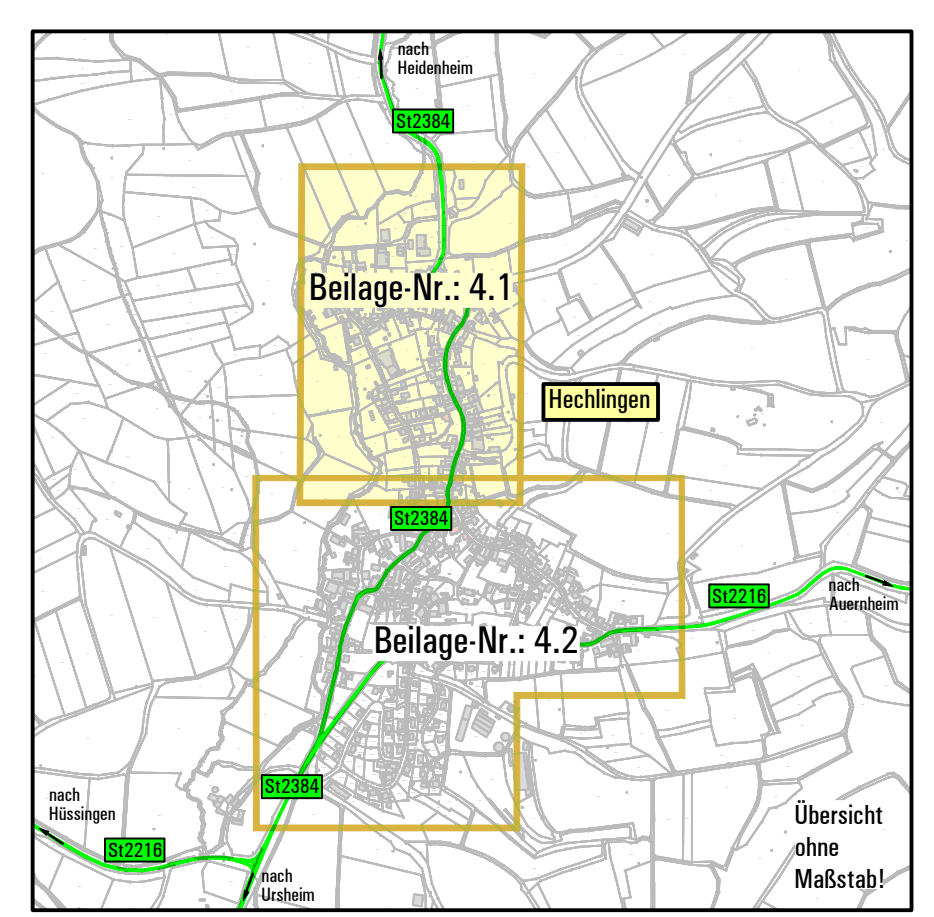 nach
Heidenheim
St2384
Beilage-Nr.: 4.1
Hechlingen
St2384
nach
Auernheim
St2216
Beilage-Nr.: 4.2
St2384
nach
Hüssingen
St2216
nach
Ursheim
Übersicht
ohne
Maßstab!